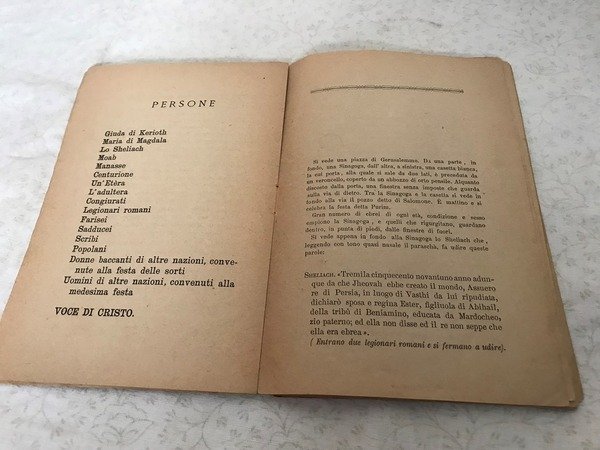 PERSONE
Giuda di Kerioth
Maria di Magdala
Lo Sheliach
Moab
Manasse
Centurione
Un'Etèra
L'adultera
Congiurati
Legionari romani
Farisei
Sadducei
Scribi
Popolani
Donne baccanti di altre nazioni, conve-
nute alla festa delle sorti
Uomini di altre nazioni, convenuti alla
medesima festa
VOCE DI CRISTO.
Si vede una piazza di Gerusalemme. Da una parte, in
fondo, una Sinagoga, dall'altra, a sinistra, una casetta bianca,
la cui porta, alla quale si sale da due lati, è preceduta da
un veroncello, coperto da un abbozzo di orto pensile. Alquanto
discosto dalla porta, una finestra senza imposte che guarda
sulla via di dietro. Tra la Sinagoga e la casetta si vede in
fondo alla via il pozzo detto di Salomone. È mattino e si
celebra la festa detta Purim.
Gran numero di ebrei di ogni età, condizione e sesso
empiono la Sinagoga, e quelli che rigurgitano, guardano
dentro, in punta di piedi, dalle finestre di fuori.
Si vede appena in fondo alla Sinagoga lo Sheliach che,
leggendo con tono quasi nasale il parascià, fa udire queste
parole:
SHELIACH. «Tremila cinquecento novantuno anno adun-
que da che Jheovah ebbe creato il mondo, Assuero
re di Persia, in luogo di Vasthi da lui ripudiata,
dichiarò sposa e regina Ester, figliuola di Abihail,
della tribù di Beniamino, educata da Mardocheo,
zio paterno; ed ella non disse ed il re non seppe che
ella era ebrea».
(Entrano due legionari romani e si fermano a udire).